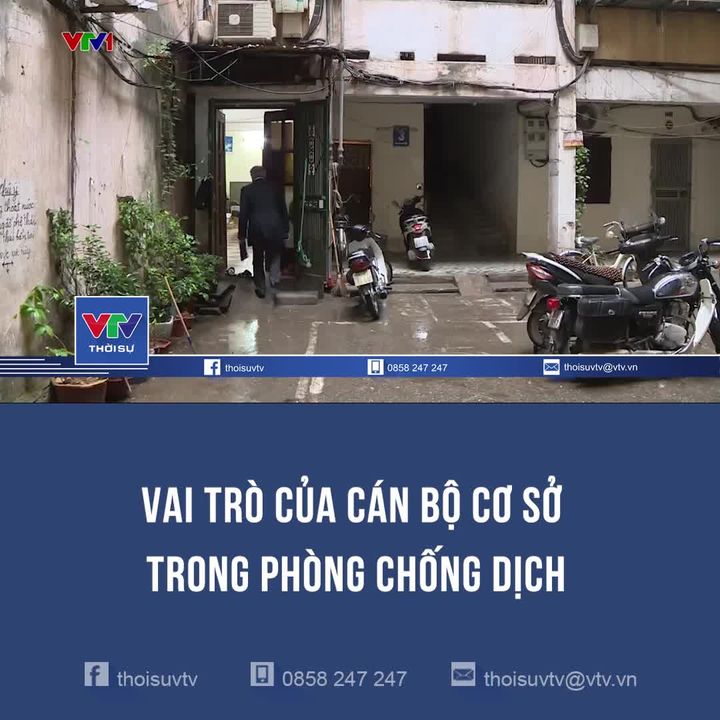 VTV1
VTV
THỜI SỰ
thoisuvtv
0858 247 247
thoisuvtv@vtv.vn
VAI TRÒ CỦA CÁN BỘ CƠ SỞ
TRONG PHÒNG CHỐNG DỊCH
thoisuvtv
0858 247 247
thoisuvtv@vtv.vn